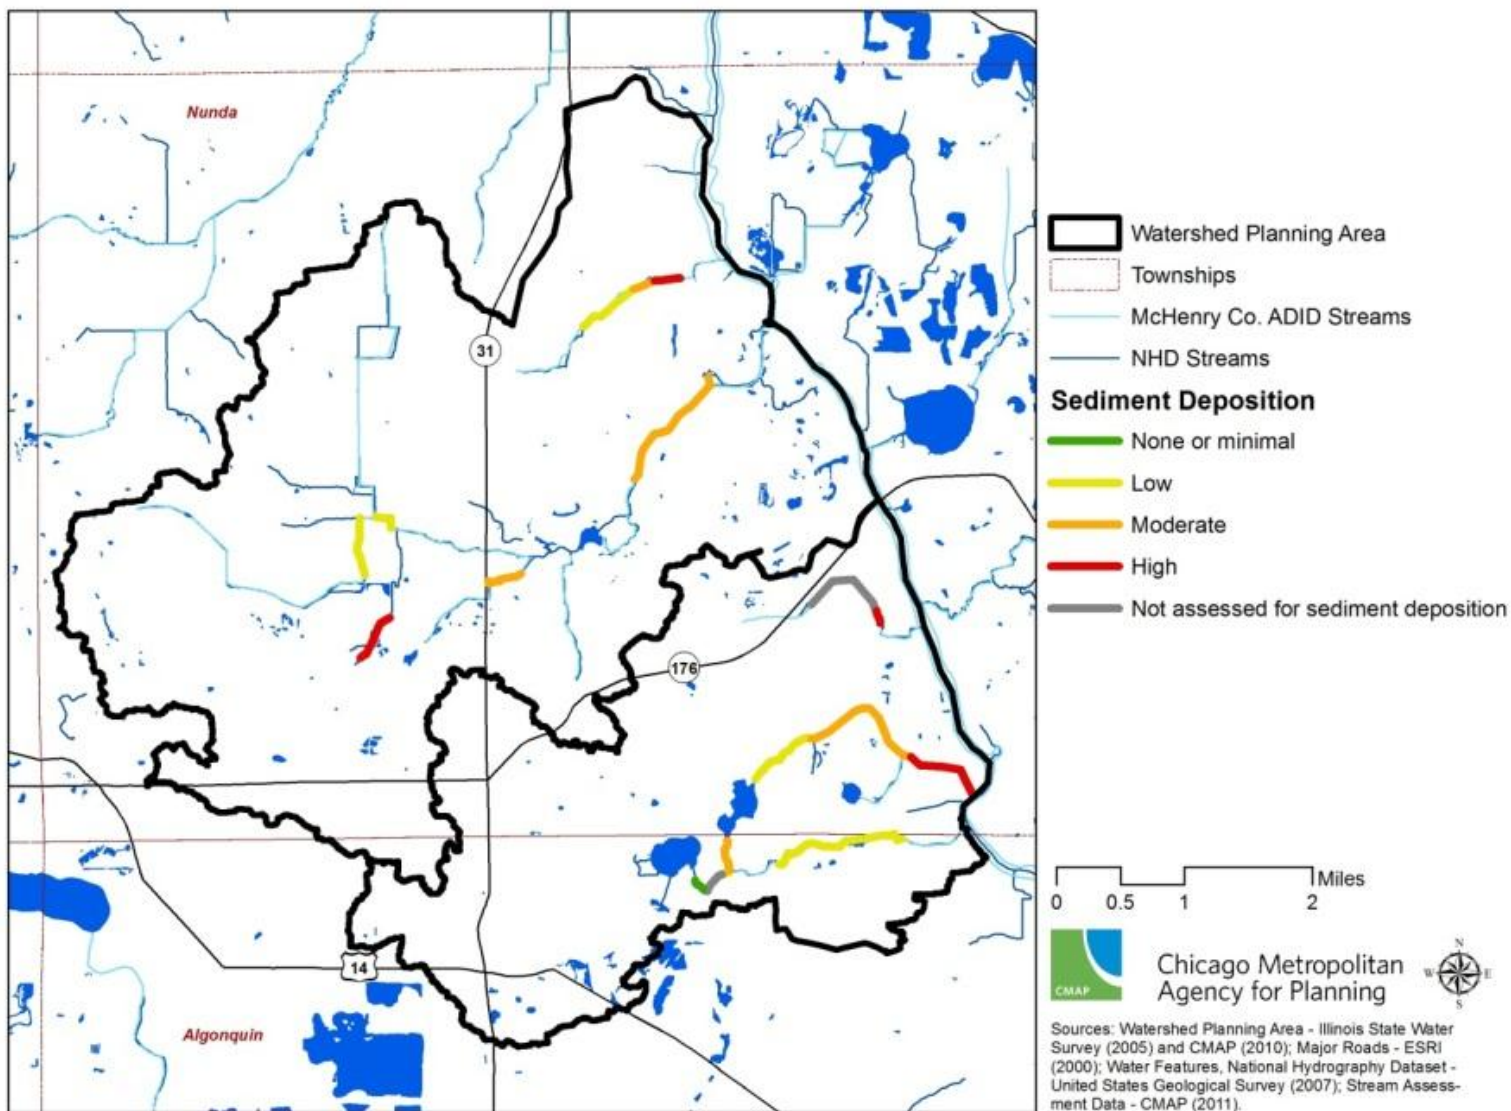 Nunda
31
176
14
Algonquin
Watershed Planning Area
Townships
McHenry Co. ADID Streams
NHD Streams
Sediment Deposition
None or minimal
Low
Moderate
High
Not assessed for sediment deposition
Miles
0 0.5 1 2
CMAP
Chicago Metropolitan
Agency for Planning
N
W E
S
Sources: Watershed Planning Area - Illinois State Water
Survey (2005) and CMAP (2010); Major Roads - ESRI
(2000); Water Features, National Hydrography Dataset -
United States Geological Survey (2007); Stream Assess-
ment Data - CMAP (2011).